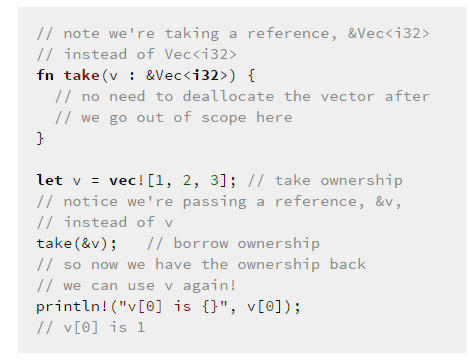 // note we're taking a reference, &Vec<i32>
// instead of Vec<i32>
fn take(v : &Vec<i32>) {
  // no need to deallocate the vector after
  // we go out of scope here
}

let v = vec![1, 2, 3]; // take ownership
// notice we're passing a reference, &v,
// instead of v
take(&v);   // borrow ownership
// so now we have the ownership back
// we can use v again!
println!("v[0] is {}", v[0]);
// v[0] is 1